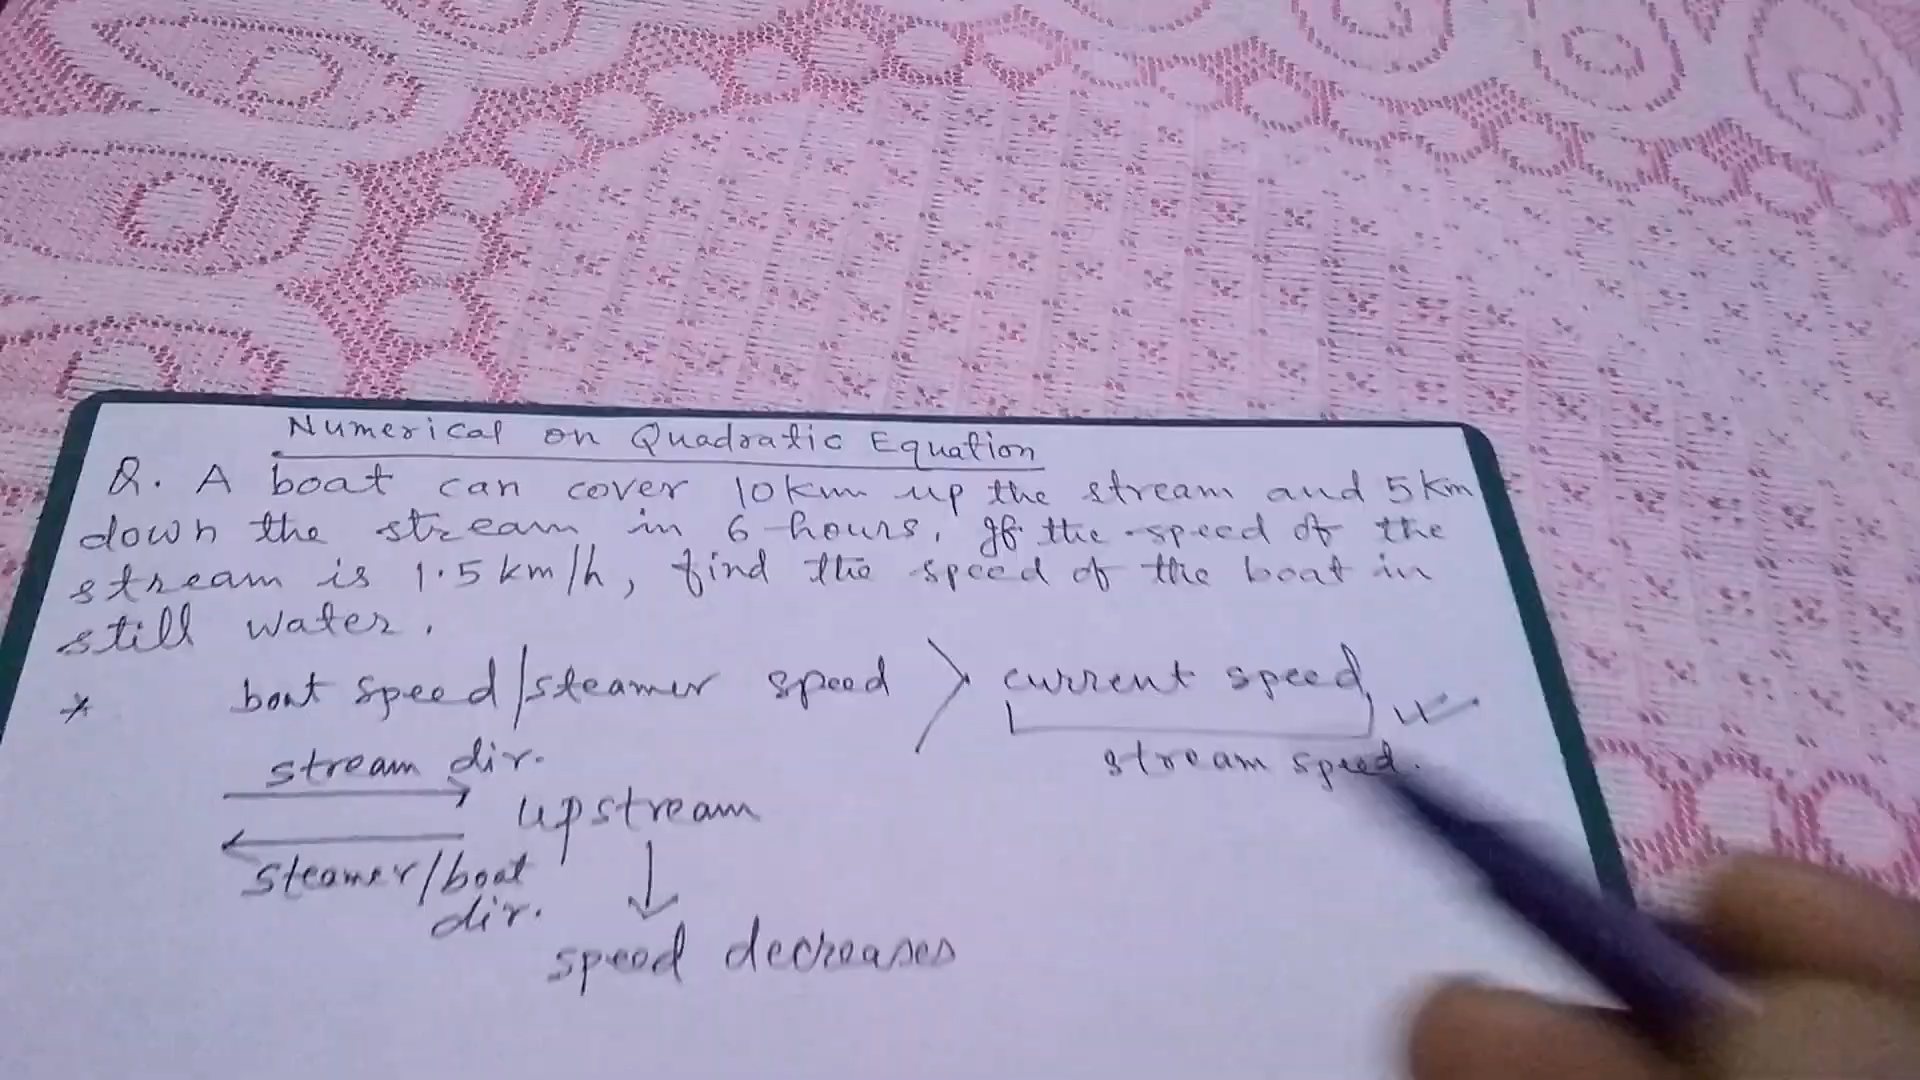 Numerical on Quadratic Equation
Q. A boat can cover 10km up the stream and 5km
down the stream in 6 hours. If the speed of the
stream is 1.5 km/h, find the speed of the boat in
still water.
* boat speed/steamer speed > current speed
stream speed.
stream dir.
upstream
steamer/boat
dir.
speed decreases